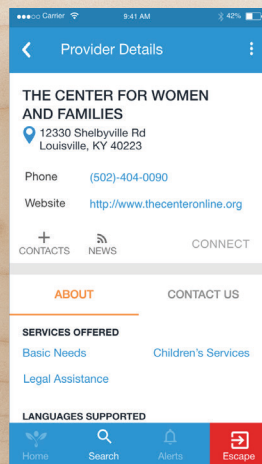 Carrier 9:41 AM 42%
Provider Details
THE CENTER FOR WOMEN
AND FAMILIES
12330 Shelbyville Rd
Louisville, KY 40223
Phone (502)-404-0090
Website http://www.thecenteronline.org
CONTACTS NEWS CONNECT
ABOUT CONTACT US
SERVICES OFFERED
Basic Needs Children's Services
Legal Assistance
LANGUAGES SUPPORTED
Home Search Alerts Escape